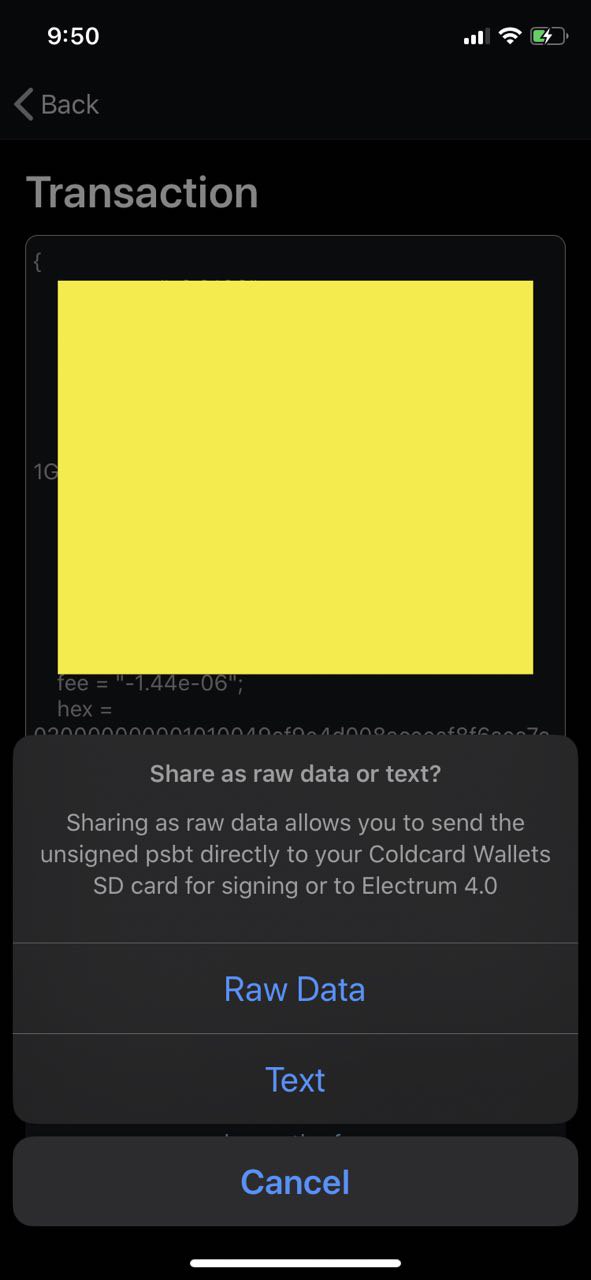 9:50
Back
Transaction
{
1G
fee = "-1.44e-06";
hex =
Share as raw data or text?
Sharing as raw data allows you to send the
unsigned psbt directly to your Coldcard Wallets
SD card for signing or to Electrum 4.0
Raw Data
Text
Cancel